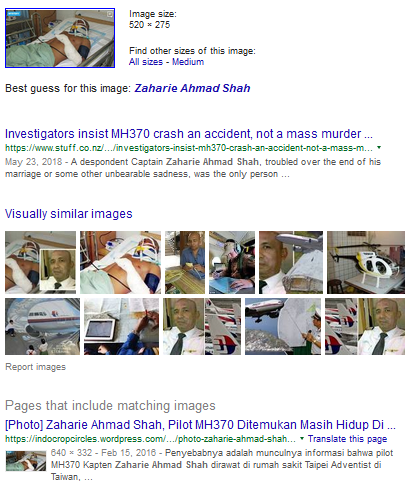 Image size:
520 × 275
Find other sizes of this image:
All sizes - Medium
Best guess for this image: Zaharie Ahmad Shah
Investigators insist MH370 crash an accident, not a mass murder ...
https://www.stuff.co.nz/.../investigators-insist-mh370-crash-an-accident-not-a-mass-m...
May 23, 2018 - A despondent Captain Zaharie Ahmad Shah, troubled over the end of his
marriage or some other unbearable sadness, was the only person ...
Visually similar images
Report images
Pages that include matching images
[Photo] Zaharie Ahmad Shah, Pilot MH370 Ditemukan Masih Hidup Di ...
https://indocropcircles.wordpress.com/.../photo-zaharie-ahmad-shah... Translate this page
640 × 332 - Feb 15, 2016 - Penyebabnya adalah munculnya informasi bahwa pilot
MH370 Kapten Zaharie Ahmad Shah dirawat di rumah sakit Taipei Adventist di
Taiwan, ...